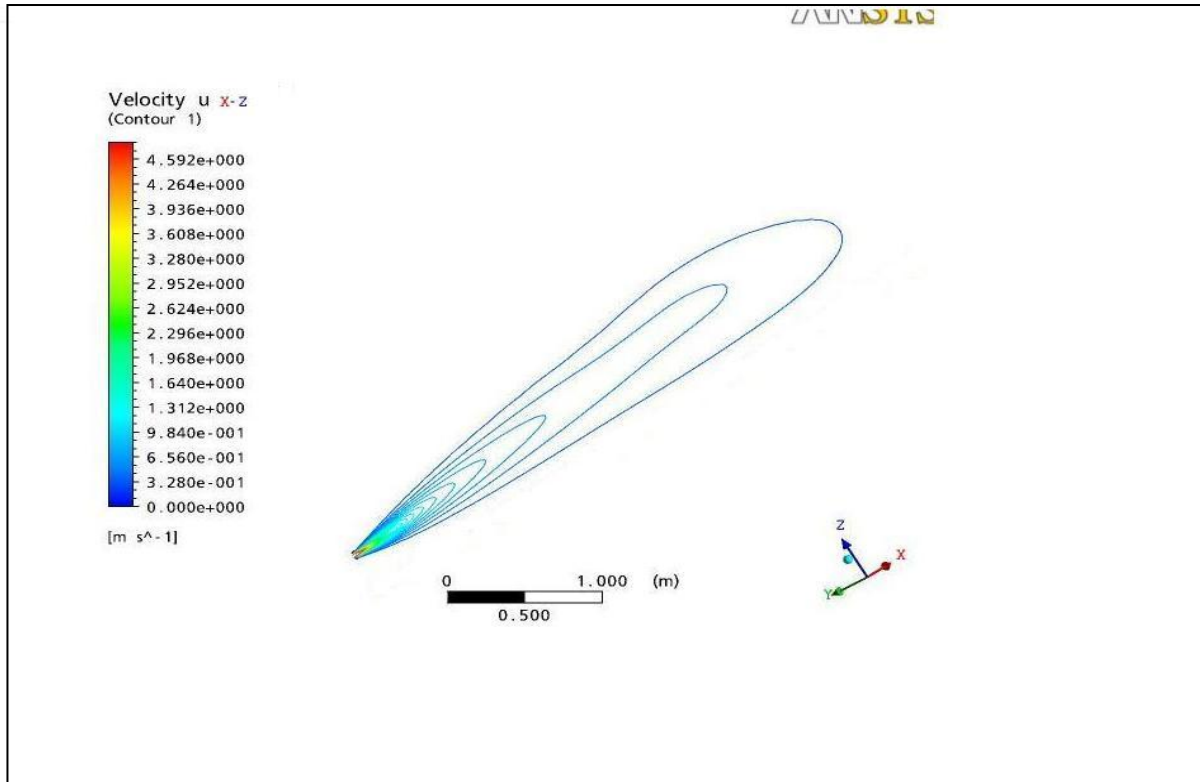 ANSYS
Velocity u X-Z
(Contour 1)
4.592e+000
4.264e+000
3.936e+000
3.608e+000
3.280e+000
2.952e+000
2.624e+000
2.296e+000
1.968e+000
1.640e+000
1.312e+000
9.840e-001
6.560e-001
3.280e-001
0.000e+000
[m s^-1]
0 1.000 (m)
0.500
Z
X
Y